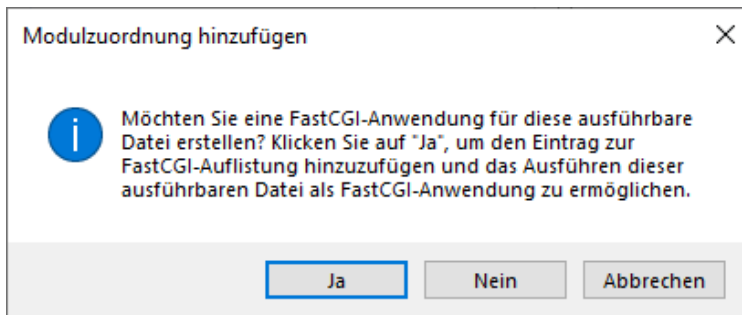 Modulzuordnung hinzufügen
Möchten Sie eine FastCGI-Anwendung für diese ausführbare
Datei erstellen? Klicken Sie auf "Ja", um den Eintrag zur
FastCGI-Auflistung hinzuzufügen und das Ausführen dieser
ausführbaren Datei als FastCGI-Anwendung zu ermöglichen.
Ja
Nein
Abbrechen